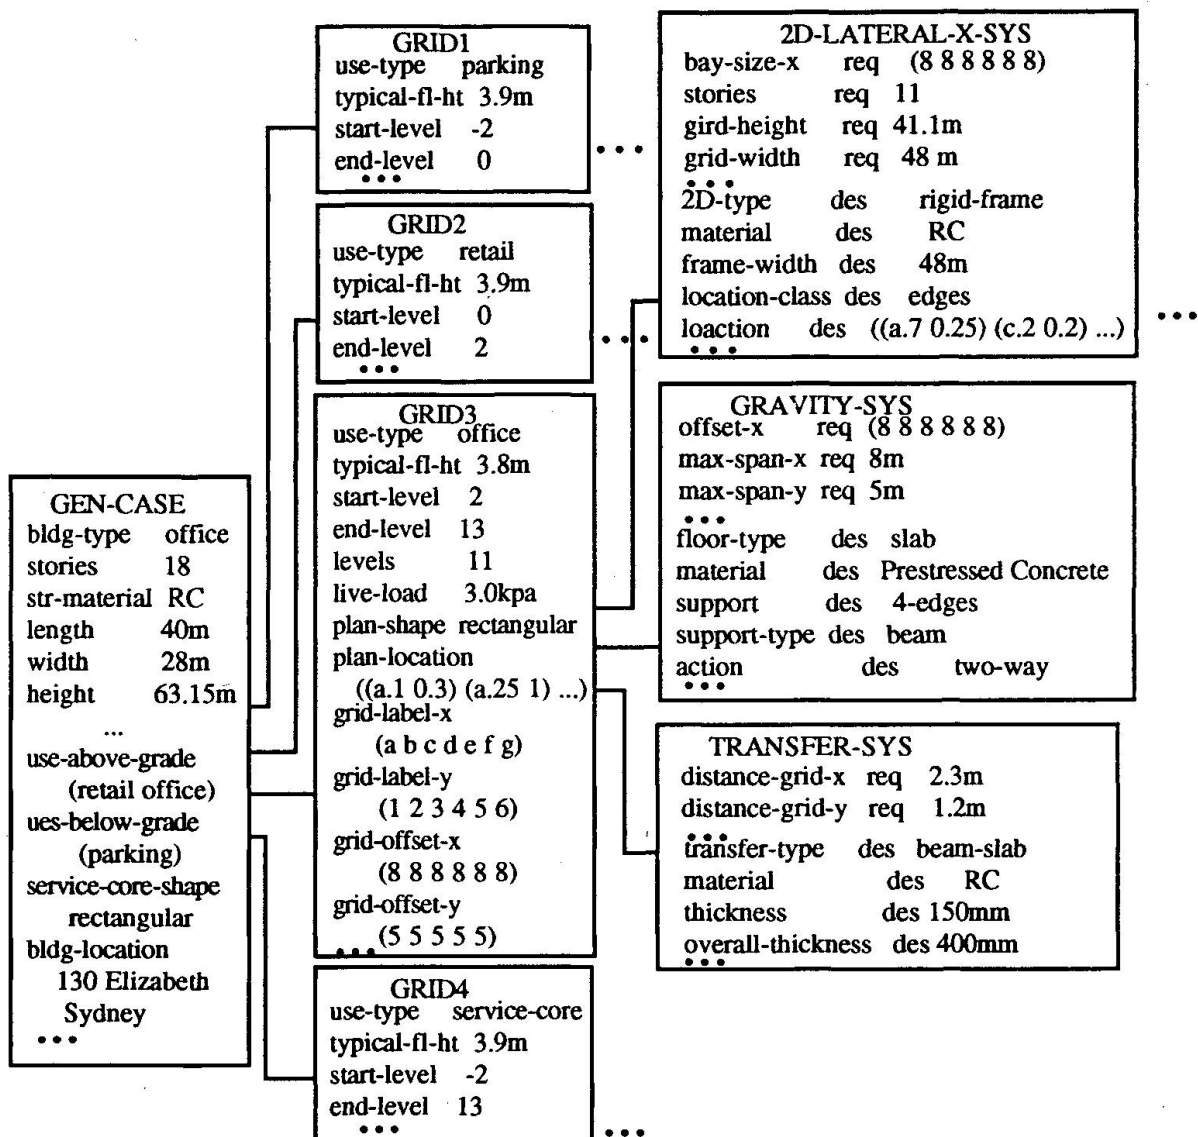 GEN-CASE
bldg-type office
stories 18
str-material RC
length 40m
width 28m
height 63.15m
...
use-above-grade
(retail office)
ues-below-grade
(parking)
service-core-shape
rectangular
bldg-location
130 Elizabeth
Sydney
...
GRID1
use-type parking
typical-fl-ht 3.9m
start-level -2
end-level 0
...
...
GRID2
use-type retail
typical-fl-ht 3.9m
start-level 0
end-level 2
...
...
GRID3
use-type office
typical-fl-ht 3.8m
start-level 2
end-level 13
levels 11
live-load 3.0kpa
plan-shape rectangular
plan-location
((a.1 0.3) (a.25 1) ...)
grid-label-x
(a b c d e f g)
grid-label-y
(1 2 3 4 5 6)
grid-offset-x
(8 8 8 8 8 8)
grid-offset-y
(5 5 5 5 5)
...
GRID4
use-type service-core
typical-fl-ht 3.9m
start-level -2
end-level 13
...
...
2D-LATERAL-X-SYS
bay-size-x req (8 8 8 8 8 8)
stories req 11
gird-height req 41.1m
grid-width req 48 m
...
2D-type des rigid-frame
material des RC
frame-width des 48m
location-class des edges
loaction des ((a.7 0.25) (c.2 0.2) ...)
...
...
GRAVITY-SYS
offset-x req (8 8 8 8 8 8)
max-span-x req 8m
max-span-y req 5m
...
floor-type des slab
material des Prestressed Concrete
support des 4-edges
support-type des beam
action des two-way
...
TRANSFER-SYS
distance-grid-x req 2.3m
distance-grid-y req 1.2m
...
transfer-type des beam-slab
material des RC
thickness des 150mm
overall-thickness des 400mm
...